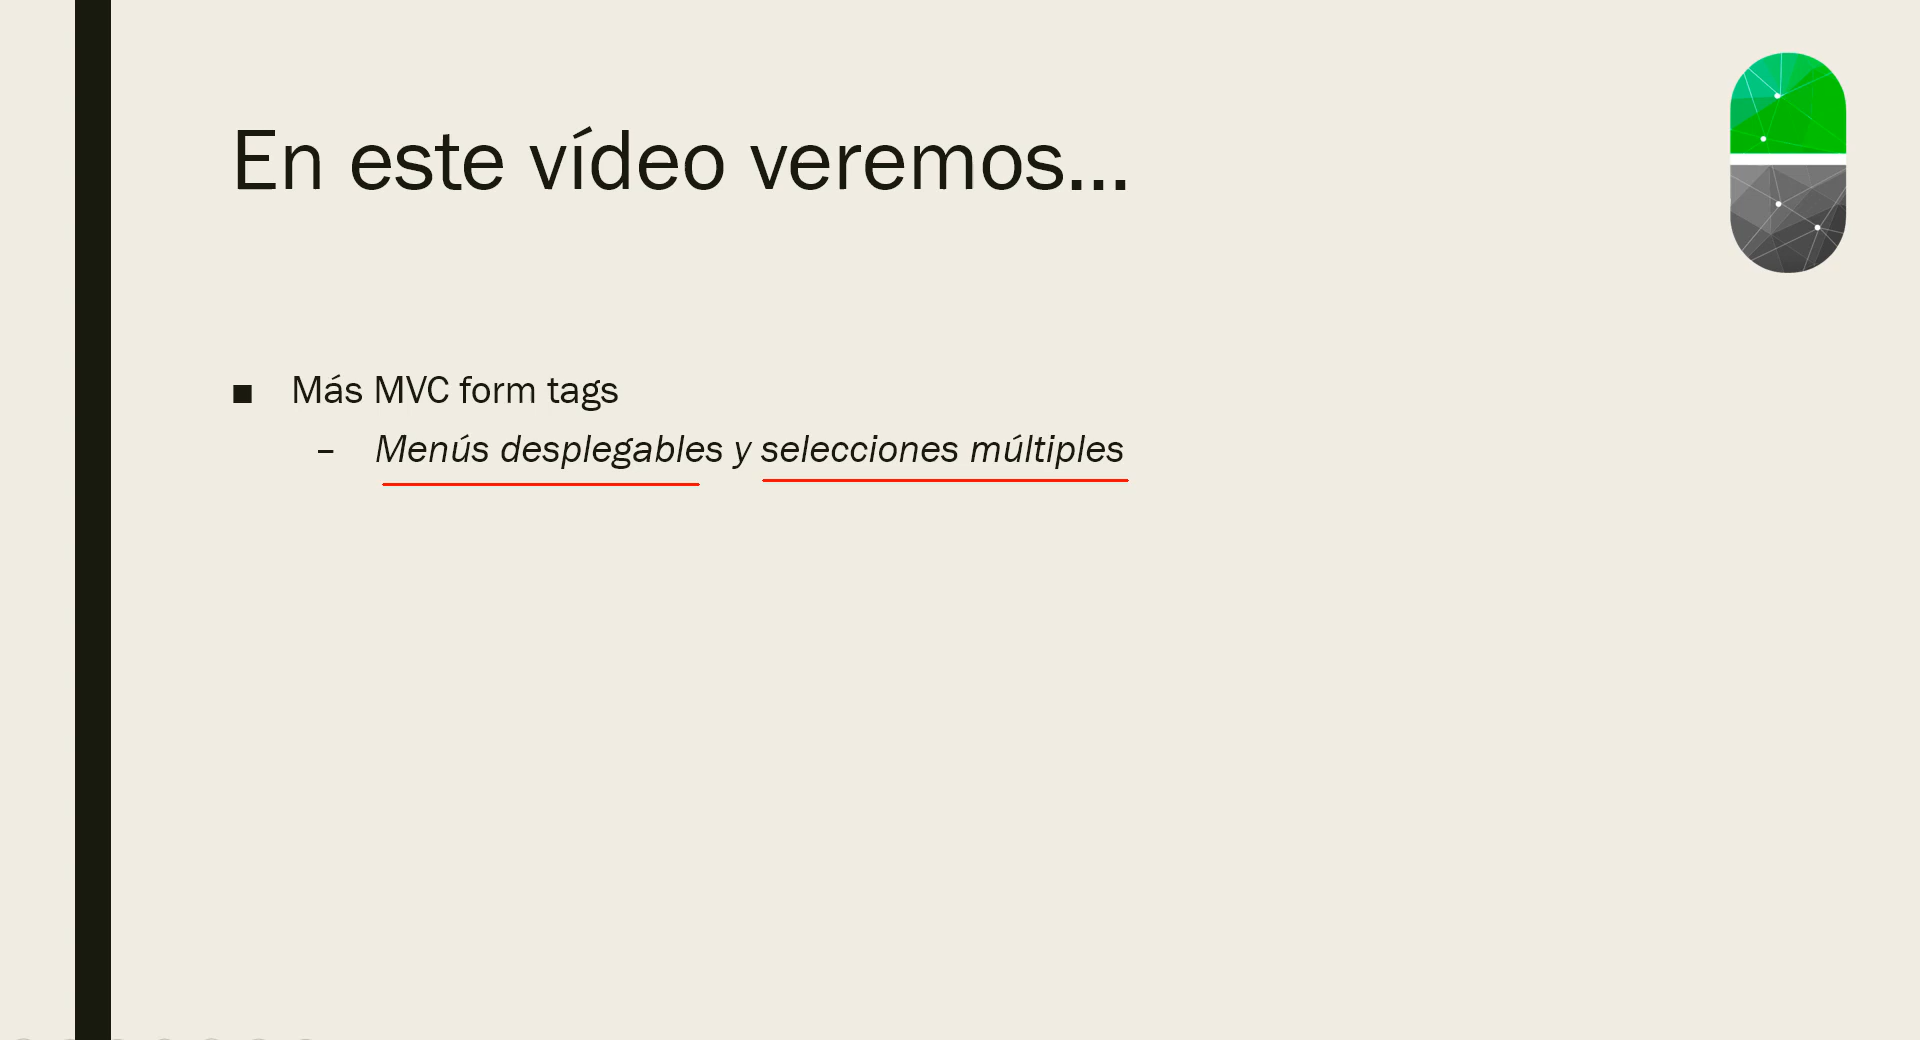 En este vídeo veremos...
■ Más MVC form tags
– Menús desplegables y selecciones múltiples